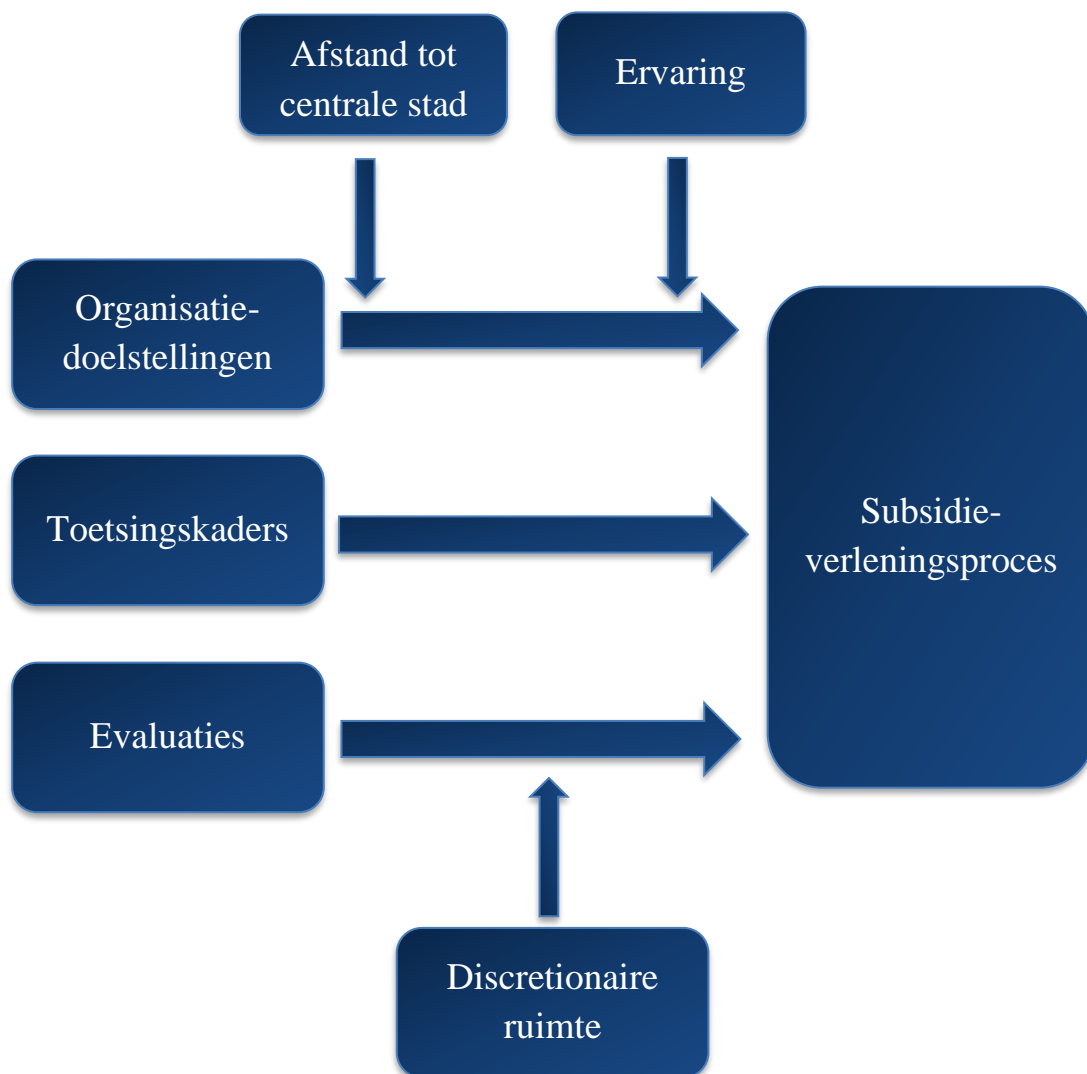 Afstand tot
centrale stad
Ervaring
Organisatie-
doelstellingen
Toetsingskaders
Subsidie-
verleningsproces
Evaluaties
Discretionaire
ruimte